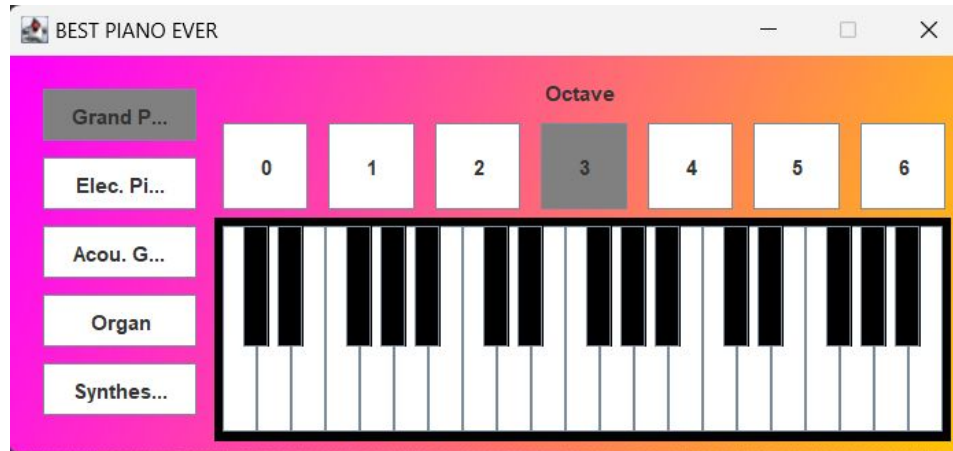 BEST PIANO EVER
Octave
Grand P...
0 1 2 3 4 5 6
Elec. Pi...
Acou. G...
Organ
Synthes...